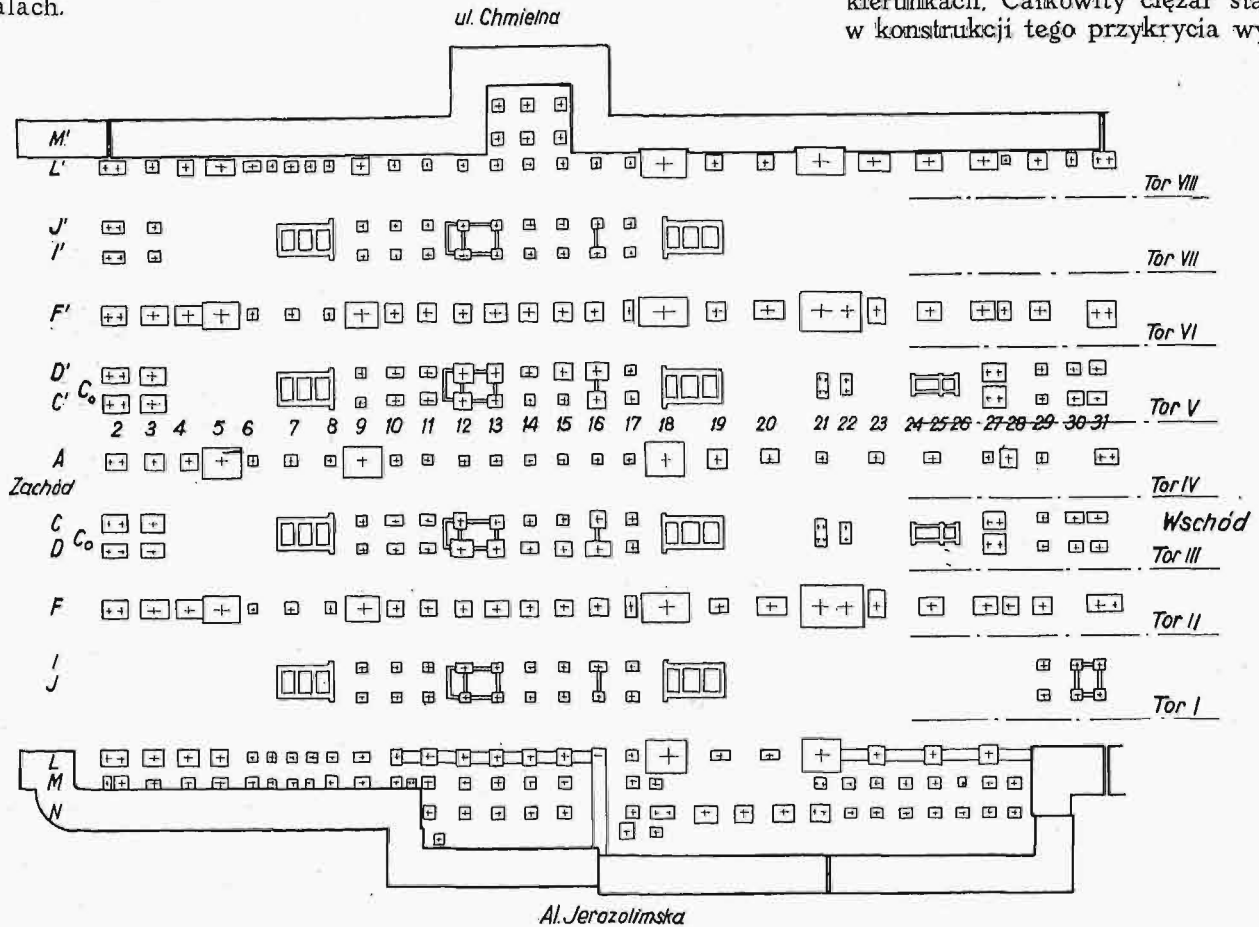 alach.
ul. Chmielna
kierunkach. Całkowity ciężar sta
w konstrukcji tego przykrycia wy
M'
L'
Tor VIII
J'
I'
Tor VII
F'
Tor VI
D'
C₀
C'
Tor V
2 3 4 5 6 7 8 9 10 11 12 13 14 15 16 17 18 19 20 21 22 23 24 25 26 27 28 29 30 31
A
Zachód
Tor IV
C
C₀
Wschód
D
Tor III
F
Tor II
I
J
Tor I
L
M
N
Al. Jerozolimska